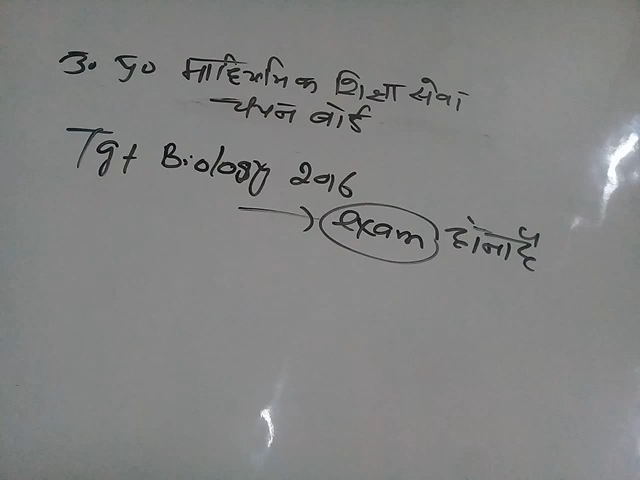 उ० प्र० माध्यमिक शिक्षा सेवा
चयन बोर्ड
Tgt Biology 2016
→ exam होना है